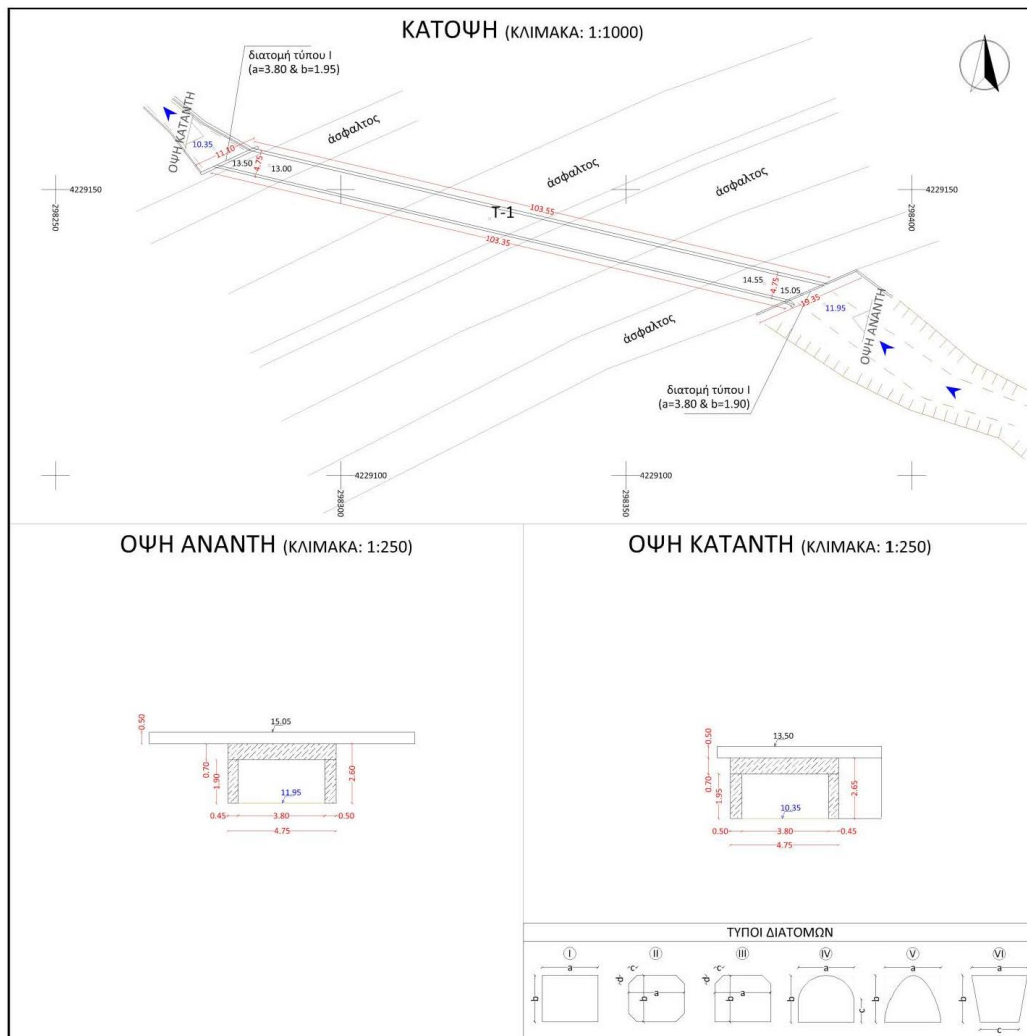 ΚΑΤΟΨΗ (ΚΛΙΜΑΚΑ: 1:1000)
διατομή τύπου Ι
(a=3.80 & b=1.95)
ΟΨΗ ΚΑΤΑΝΤΗ
10.35
11.10
13.50
4.75
13.00
άσφαλτος
άσφαλτος
άσφαλτος
άσφαλτος
4229150
298250
4229150
298400
T-1
103.55
103.35
14.55
4.75
15.05
19.35
11.95
ΟΨΗ ΑΝΑΝΤΗ
διατομή τύπου Ι
(a=3.80 & b=1.90)
4229100
298300
4229100
298350
ΟΨΗ ΑΝΑΝΤΗ (ΚΛΙΜΑΚΑ: 1:250)
0.50
15.05
0.70
1.90
2.60
11.95
0.45
3.80
0.50
4.75
ΟΨΗ ΚΑΤΑΝΤΗ (ΚΛΙΜΑΚΑ: 1:250)
0.50
13.50
0.70
1.95
2.65
10.35
0.50
3.80
0.45
4.75
ΤΥΠΟΙ ΔΙΑΤΟΜΩΝ
I II III IV V VI
a b
c d a b
c d a b
a b c
a b
a b c